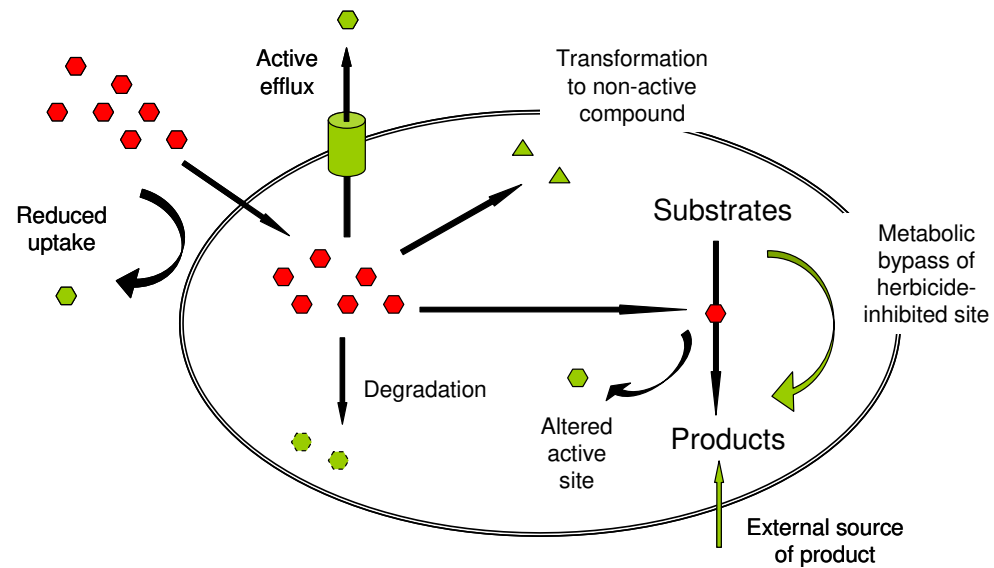 Active
efflux
Transformation
to non-active
compound
Reduced
uptake
Substrates
Metabolic
bypass of
herbicide-
inhibited site
Degradation
Altered
active
site
Products
External source
of product